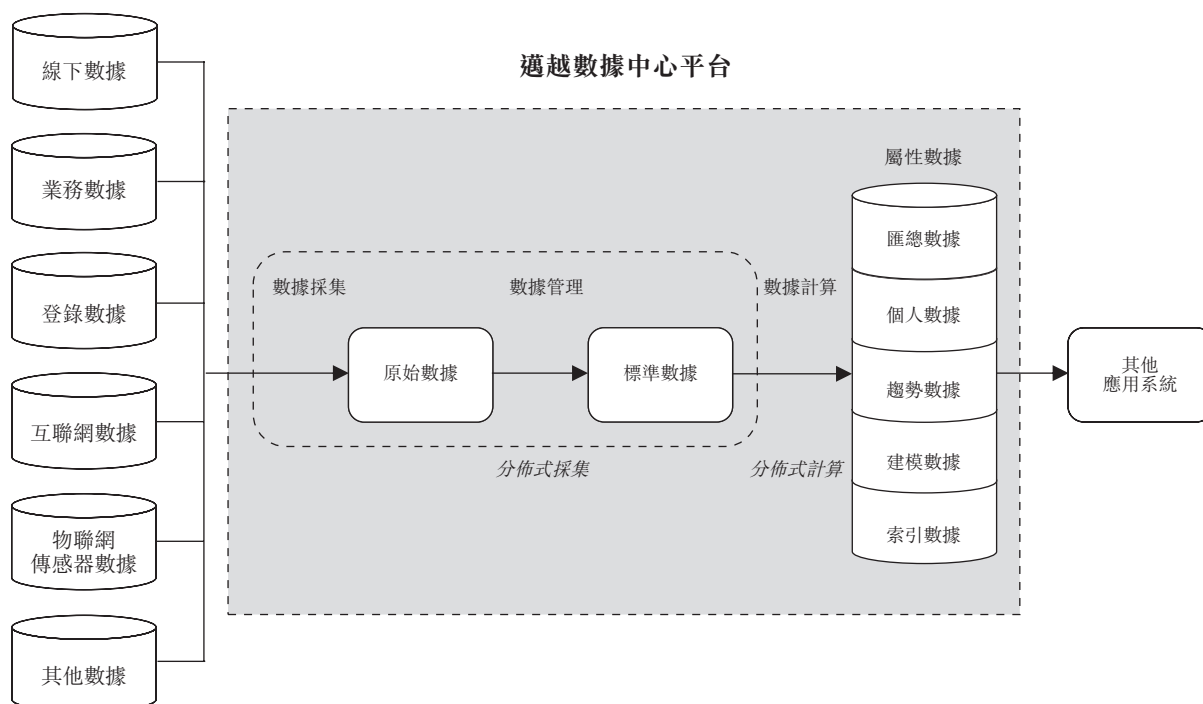 線下數據
業務數據
登錄數據
互聯網數據
物聯網
傳感器數據
其他數據
邁越數據中心平台
數據採集
數據管理
數據計算
原始數據
標準數據
分佈式採集
分佈式計算
屬性數據
匯總數據
個人數據
趨勢數據
建模數據
索引數據
其他
應用系統